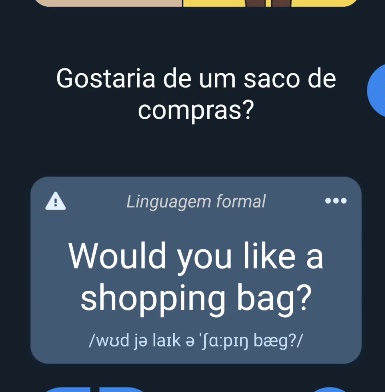 Gostaria de um saco de
compras?
Linguagem formal
Would you like a
shopping bag?
/wʊd jə laɪk ə ˈʃɑːpɪŋ bæg?/